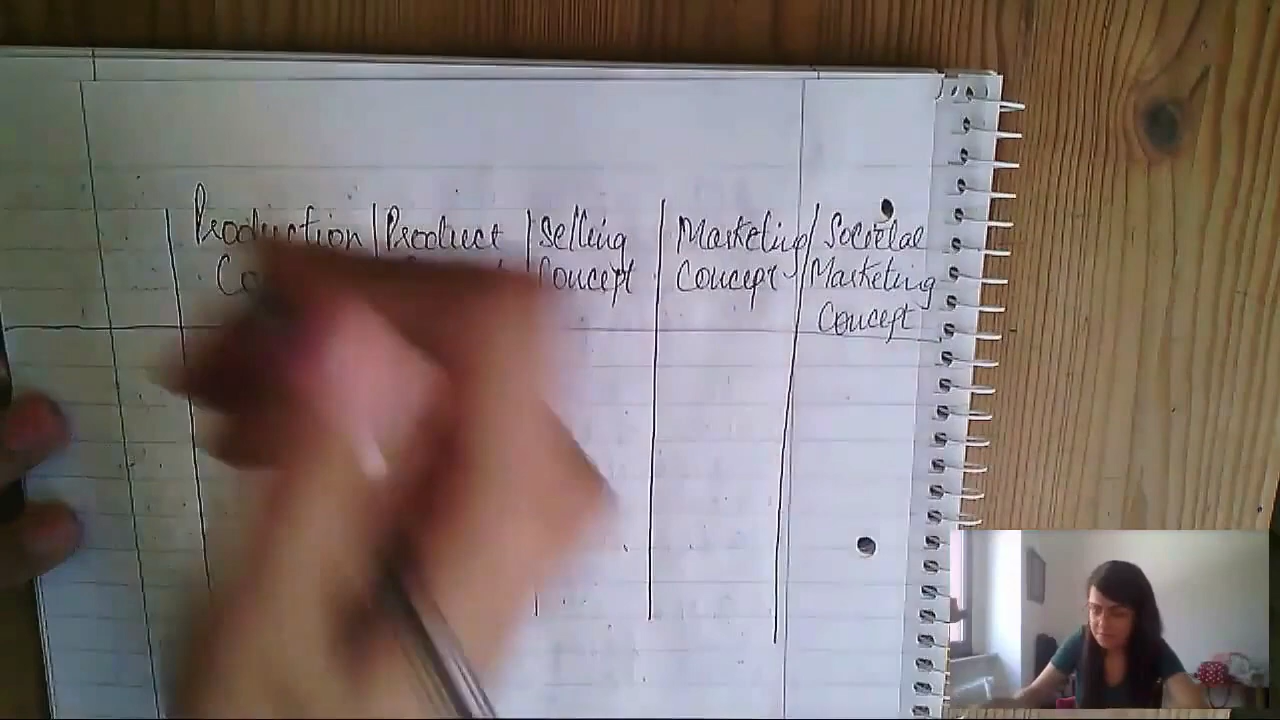 Production Product Selling Marketing Societal
Concept Concept Marketing
Concept